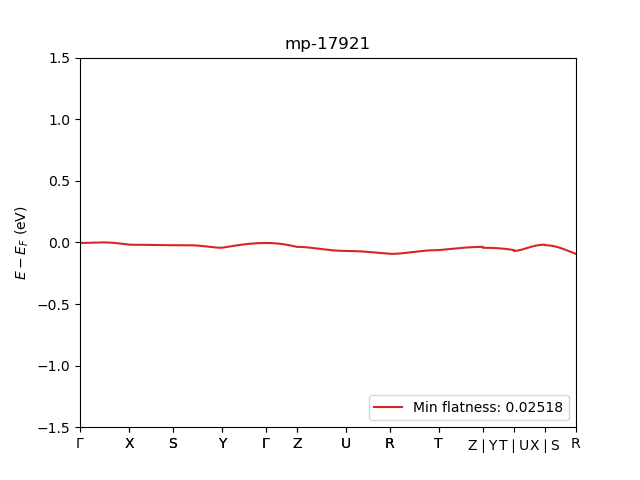 mp-17921
E − E_F (eV)
1.5
1.0
0.5
0.0
−0.5
−1.0
−1.5
Min flatness: 0.02518
Γ X S Y Γ Z U R T Z | Y T | U X | S R